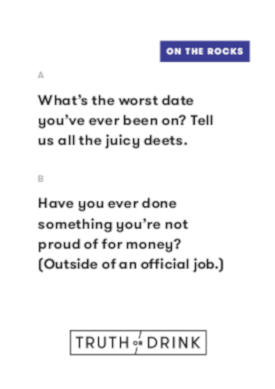 ON THE ROCKS
A
What's the worst date
you've ever been on? Tell
us all the juicy deets.
B
Have you ever done
something you're not
proud of for money?
(Outside of an official job.)
TRUTH OR DRINK